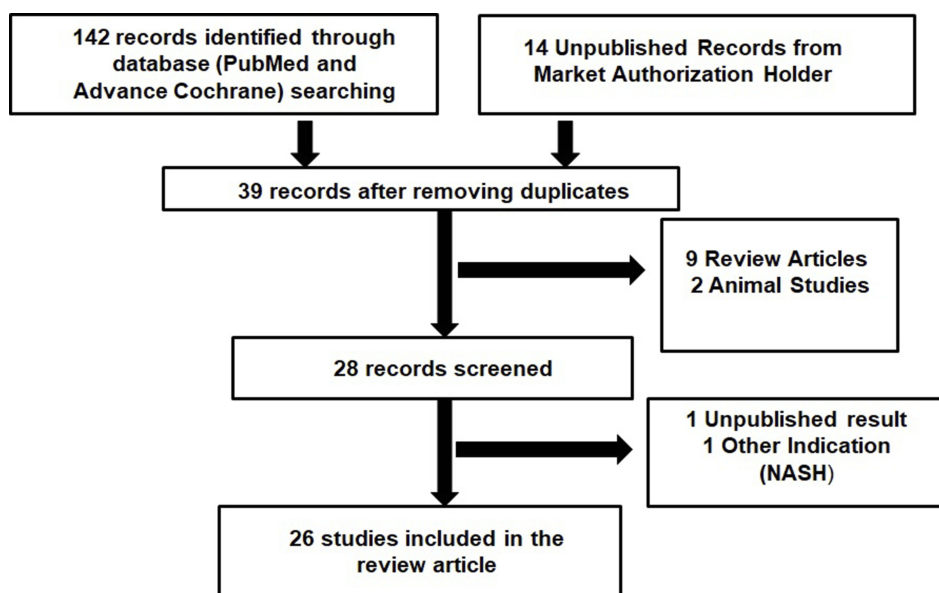 142 records identified through
database (PubMed and
Advance Cochrane) searching
14 Unpublished Records from
Market Authorization Holder
39 records after removing duplicates
9 Review Articles
2 Animal Studies
28 records screened
1 Unpublished result
1 Other Indication
(NASH)
26 studies included in the
review article